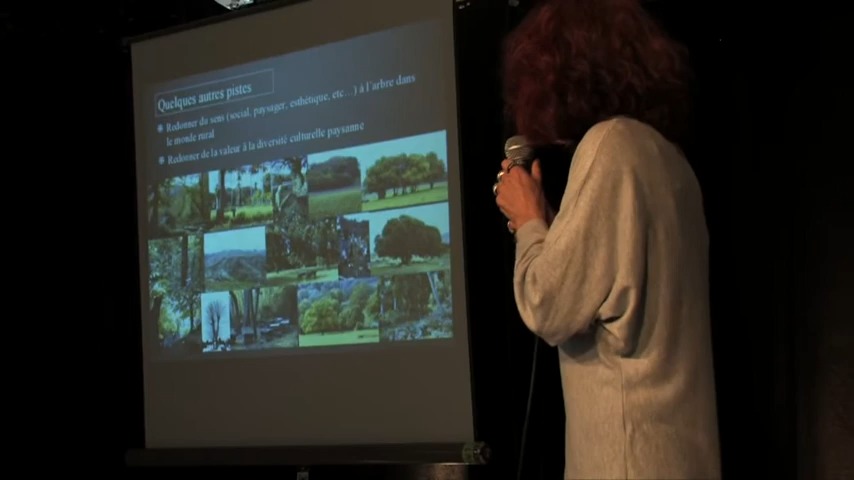 Quelques autres pistes
Redonner du sens (social, paysager, esthétique, etc...) à l'arbre dans
le monde rural
Redonner de la valeur à la diversité culturelle paysanne